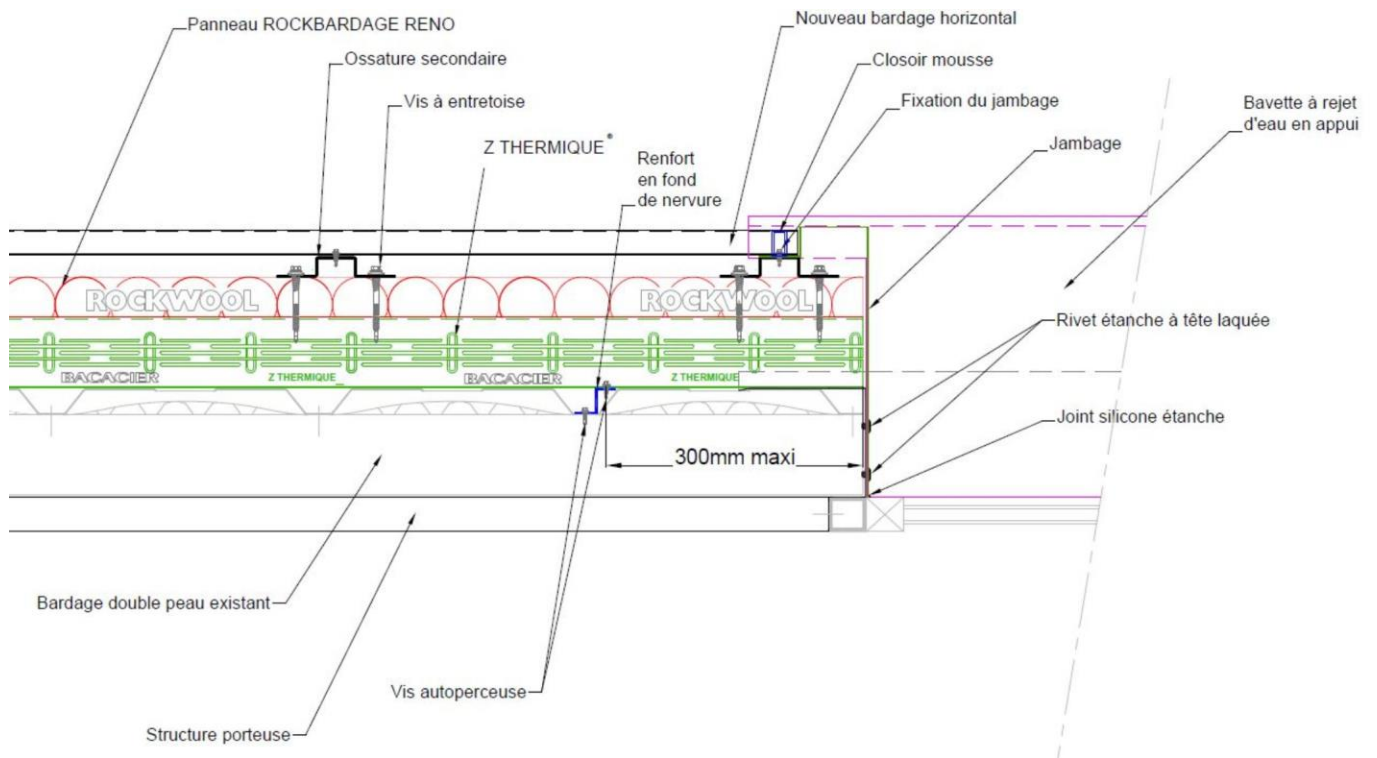 Panneau ROCKBARDAGE RENO
Nouveau bardage horizontal
Ossature secondaire
Closoir mousse
Vis à entretoise
Fixation du jambage
Bavette à rejet
d'eau en appui
Z THERMIQUE®
Jambage
Renfort
en fond
de nervure
ROCKWOOL
ROCKWOOL
Rivet étanche à tête laquée
BACACIER
Z THERMIQUE_
BACACIER
Z THERMIQUE
Joint silicone étanche
300mm maxi
Bardage double peau existant
Vis autoperceuse
Structure porteuse